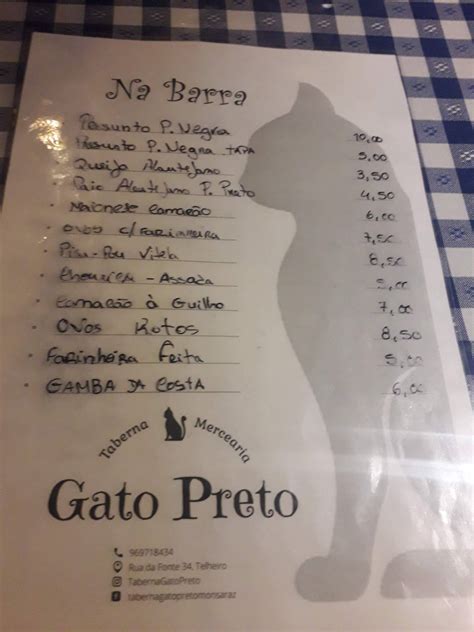 Na Barra
Presunto P. Negra 10,00
Presunto P. Negra TAPA 5,00
Queijo Alentejano 3,50
Paio Alentejano P. Preto 4,50
Maionese Camarão 6,00
Ovos c/ Farinheira 7,50
Pica-Pau Vitela 8,50
Chourica - Assada 5,00
Camarão à Guilho 7,00
Ovos Rotos 8,50
Farinheira Frita 5,00
GAMBA DA COSTA 6,00
Taberna Mercearia
Gato Preto
969718434
Rua da Fonte 34, Telheiro
TabernaGatoPreto
tabernagatopretomonsaraz